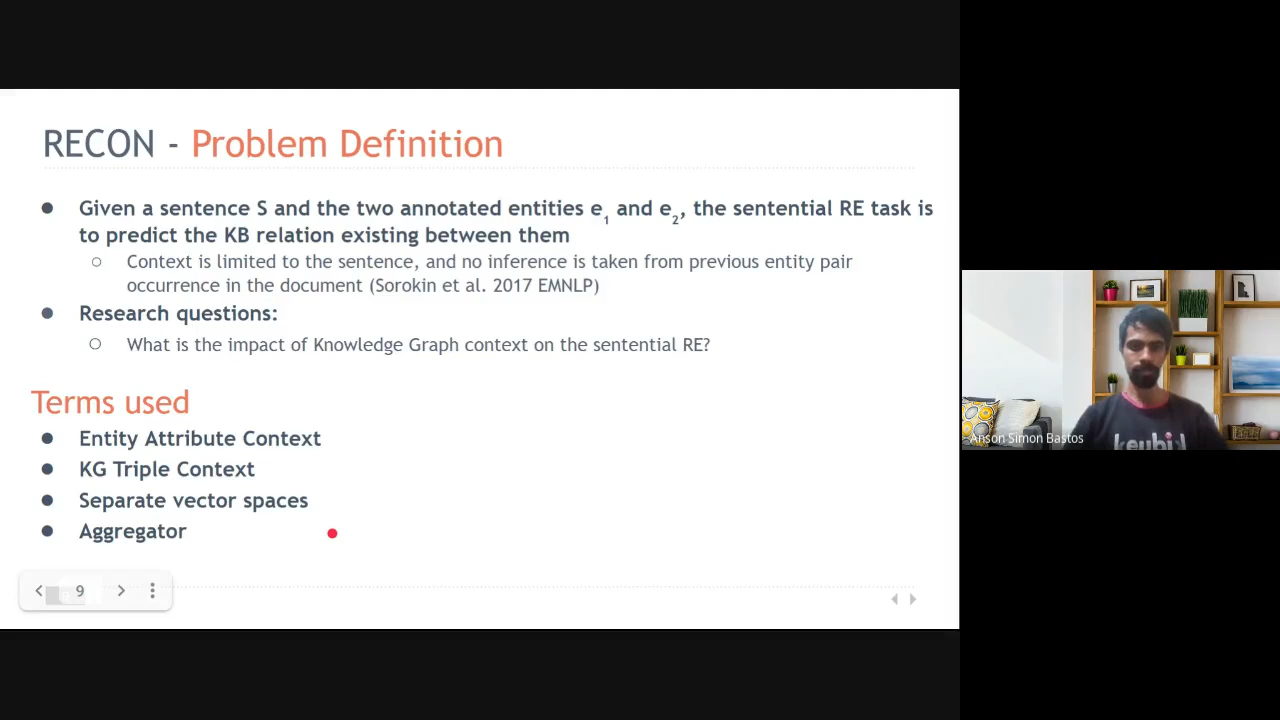 RECON - Problem Definition
● Given a sentence S and the two annotated entities e1 and e2, the sentential RE task is
to predict the KB relation existing between them
○ Context is limited to the sentence, and no inference is taken from previous entity pair
occurrence in the document (Sorokin et al. 2017 EMNLP)
● Research questions:
○ What is the impact of Knowledge Graph context on the sentential RE?
Terms used
● Entity Attribute Context
● KG Triple Context
● Separate vector spaces
● Aggregator
9
Anson Simon Bastos